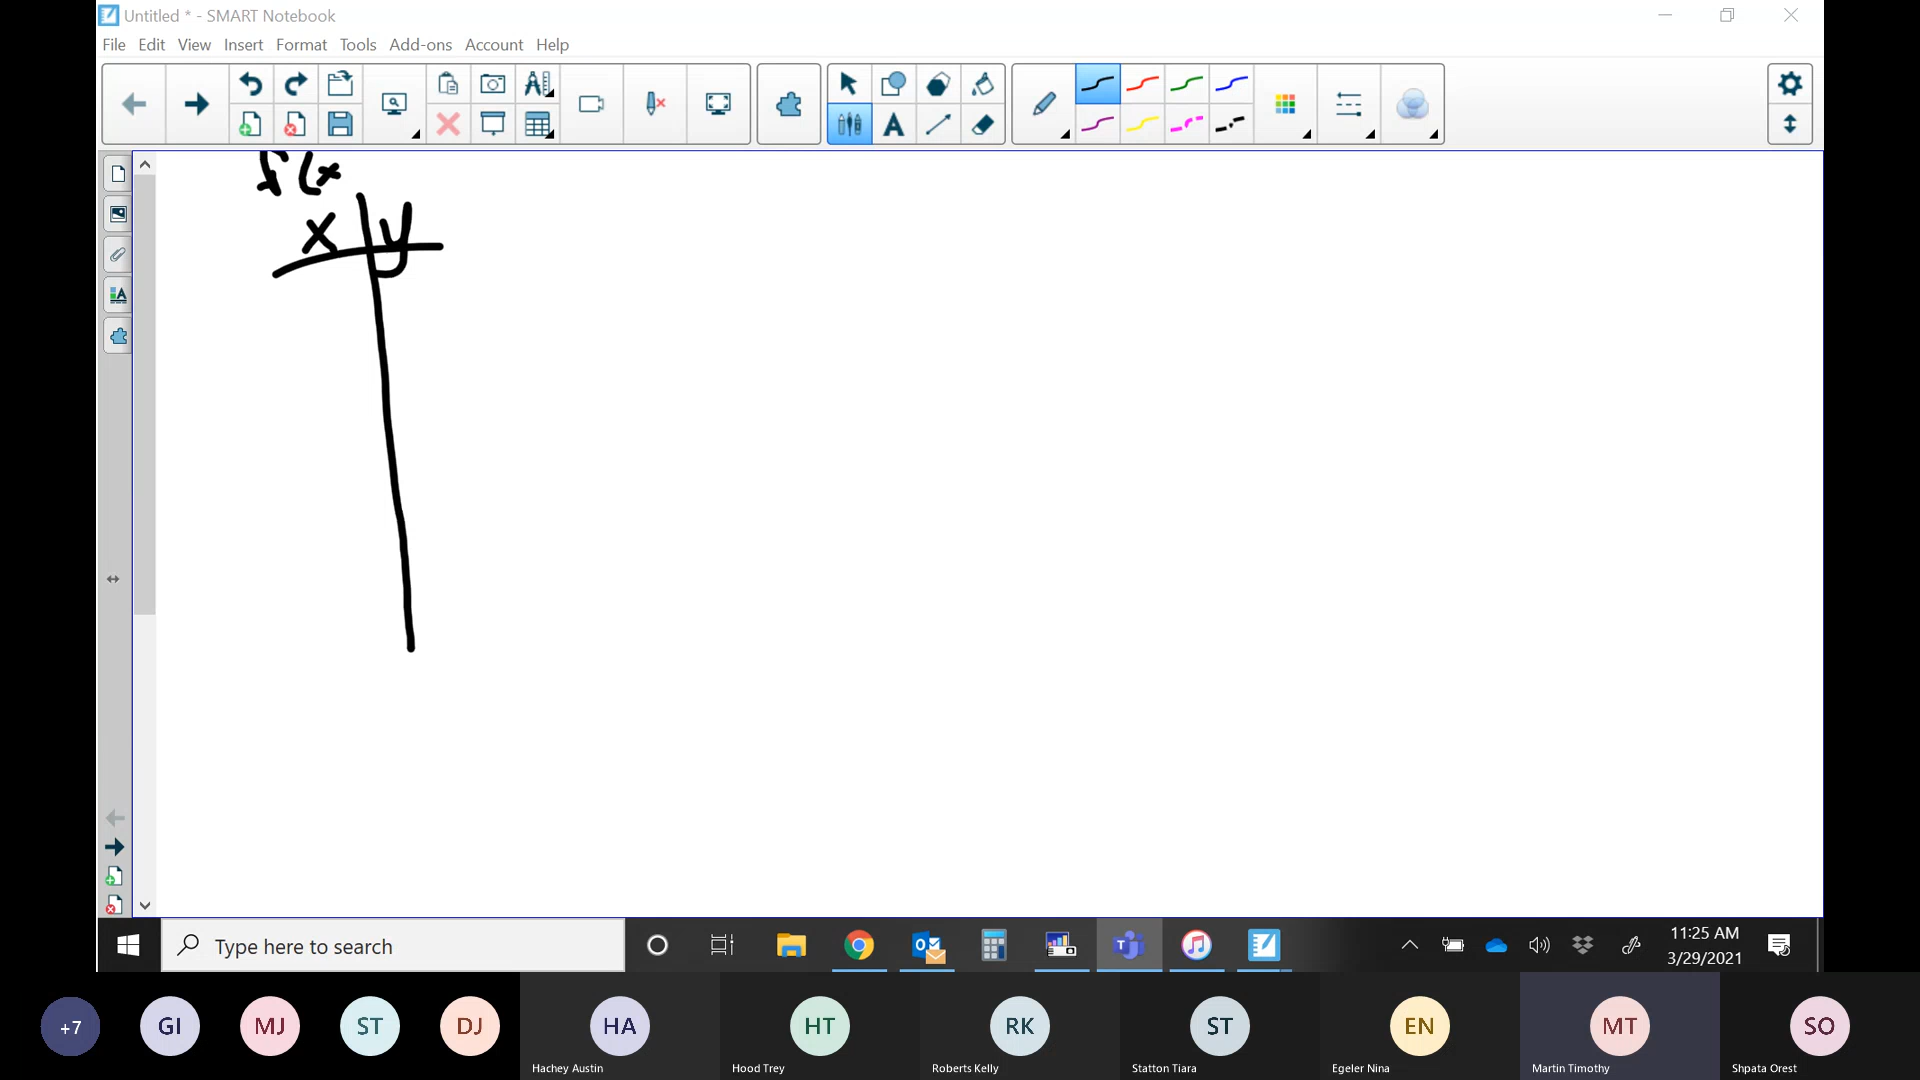 Untitled * - SMART Notebook
File Edit View Insert Format Tools Add-ons Account Help
f(x
x y
Type here to search
11:25 AM
3/29/2021
+7 GI MJ ST DJ HA HT RK ST EN MT SO
Hachey Austin Hood Trey Roberts Kelly Statton Tiara Egeler Nina Martin Timothy Shpata Orest